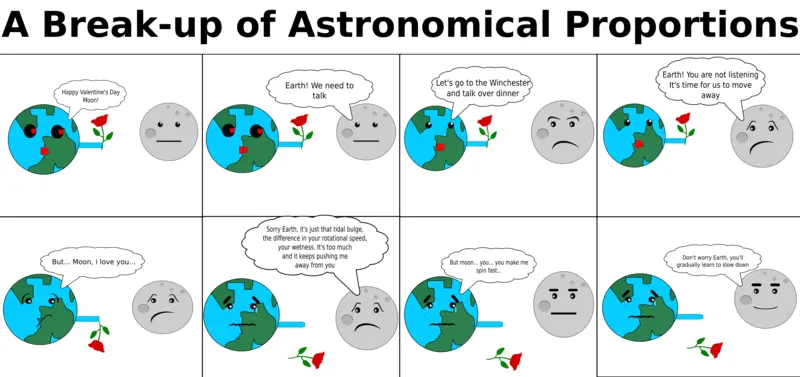 A Break-up of Astronomical Proportions
Happy Valentine's Day
Moon!
Earth! We need to
talk
Let's go to the Winchester
and talk over dinner
Earth! You are not listening
It's time for us to move
away
But... Moon, i love you...
Sorry Earth, it's just that tidal bulge,
the difference in your rotational speed,
your wetness. It's too much
and it keeps pushing me
away from you
But moon... you... you make me
spin fast..
Don't worry Earth, you'll
gradually learn to slow down